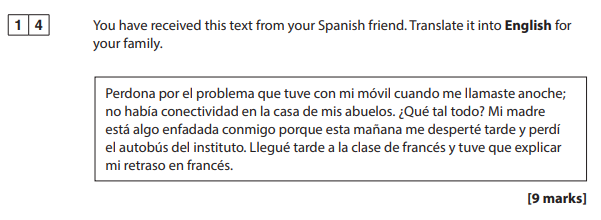 1 4 You have received this text from your Spanish friend. Translate it into English for
your family.
Perdona por el problema que tuve con mi móvil cuando me llamaste anoche;
no había conectividad en la casa de mis abuelos. ¿Qué tal todo? Mi madre
está algo enfadada conmigo porque esta mañana me desperté tarde y perdí
el autobús del instituto. Llegué tarde a la clase de francés y tuve que explicar
mi retraso en francés.
[9 marks]